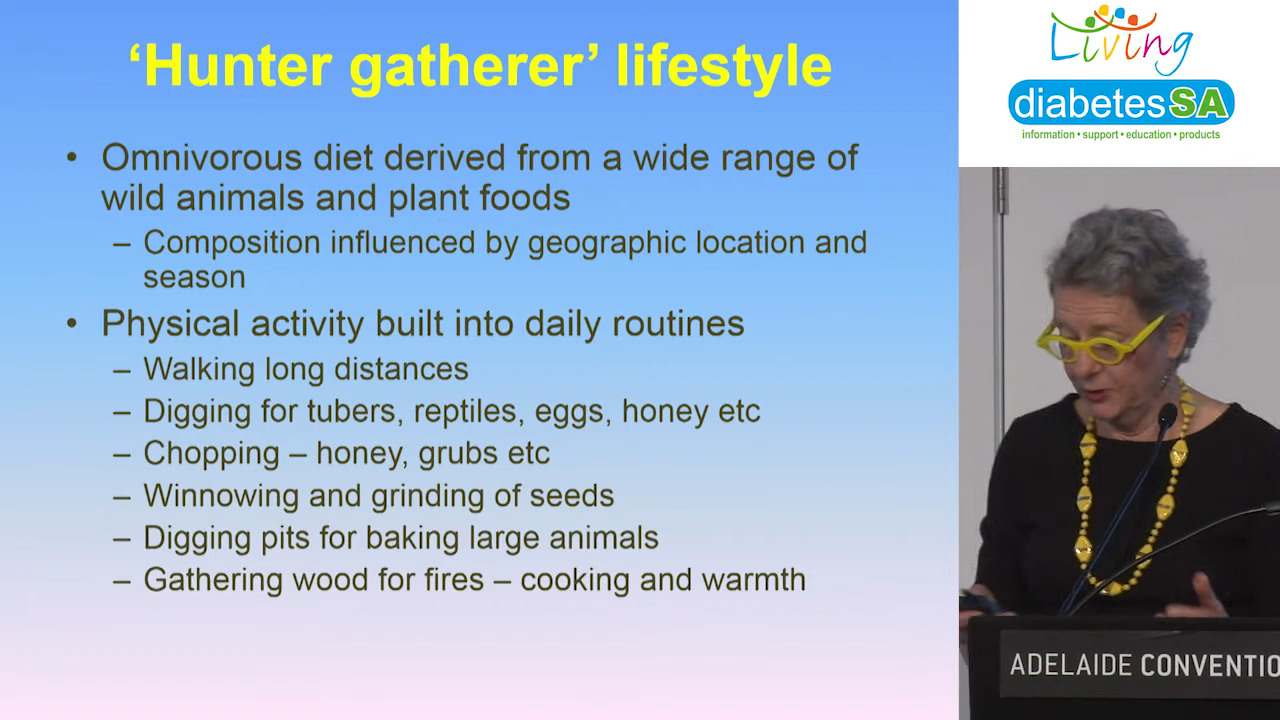 ‘Hunter gatherer’ lifestyle
• Omnivorous diet derived from a wide range of
wild animals and plant foods
– Composition influenced by geographic location and
season
• Physical activity built into daily routines
– Walking long distances
– Digging for tubers, reptiles, eggs, honey etc
– Chopping – honey, grubs etc
– Winnowing and grinding of seeds
– Digging pits for baking large animals
– Gathering wood for fires – cooking and warmth
Living
diabetesSA
information • support • education • products
ADELAIDE CONVENTIO